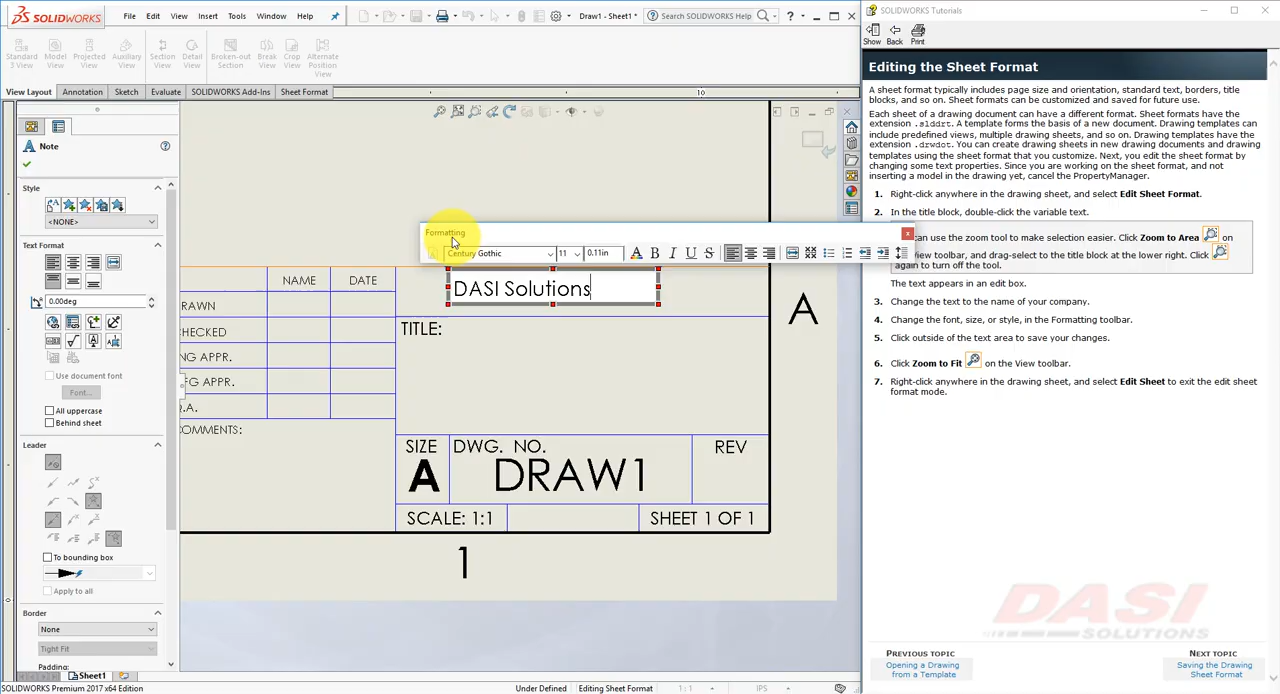 SOLIDWORKS
File Edit View Insert Tools Window Help
Draw1 - Sheet1 *
Search SOLIDWORKS Help
Standard 3 View
Model View
Projected View
Auxiliary View
Section View
Detail View
Broken-out Section
Break View
Crop View
Alternate Position View
View Layout Annotation Sketch Evaluate SOLIDWORKS Add-Ins Sheet Format
10
Note
Style
<NONE>
Text Format
0.00deg
Use document font
Font...
All uppercase
Behind sheet
Leader
To bounding box
Apply to all
Border
None
Tight Fit
Padding:
Formatting
Century Gothic 11 0.11in
A B I U S
NAME DATE
DRAWN
CHECKED
NG APPR.
FG APPR.
.A.
COMMENTS:
DASI Solutions
TITLE:
SIZE
A
DWG. NO.
DRAW1
REV
SCALE: 1:1
SHEET 1 OF 1
A
1
Sheet1
SOLIDWORKS Premium 2017 x64 Edition
Under Defined Editing Sheet Format 1 : 1 IPS
SOLIDWORKS Tutorials
Show Back Print
Editing the Sheet Format
A sheet format typically includes page size and orientation, standard text, borders, title
blocks, and so on. Sheet formats can be customized and saved for future use.
Each sheet of a drawing document can have a different format. Sheet formats have the
extension .slddrt. A template forms the basis of a new document. Drawing templates can
include predefined views, multiple drawing sheets, and so on. Drawing templates have the
extension .drwdot. You can create drawing sheets in new drawing documents and drawing
templates using the sheet format that you customize. Next, you edit the sheet format by
changing some text properties. Since you are working on the sheet format, and not
inserting a model in the drawing yet, cancel the PropertyManager.
1. Right-click anywhere in the drawing sheet, and select Edit Sheet Format.
2. In the title block, double-click the variable text.
can use the zoom tool to make selection easier. Click Zoom to Area on
View toolbar, and drag-select to the title block at the lower right. Click
again to turn off the tool.
The text appears in an edit box.
3. Change the text to the name of your company.
4. Change the font, size, or style, in the Formatting toolbar.
5. Click outside of the text area to save your changes.
6. Click Zoom to Fit on the View toolbar.
7. Right-click anywhere in the drawing sheet, and select Edit Sheet to exit the edit sheet
format mode.
DASI
SOLUTIONS
PREVIOUS TOPIC
Opening a Drawing
from a Template
NEXT TOPIC
Saving the Drawing
Sheet Format